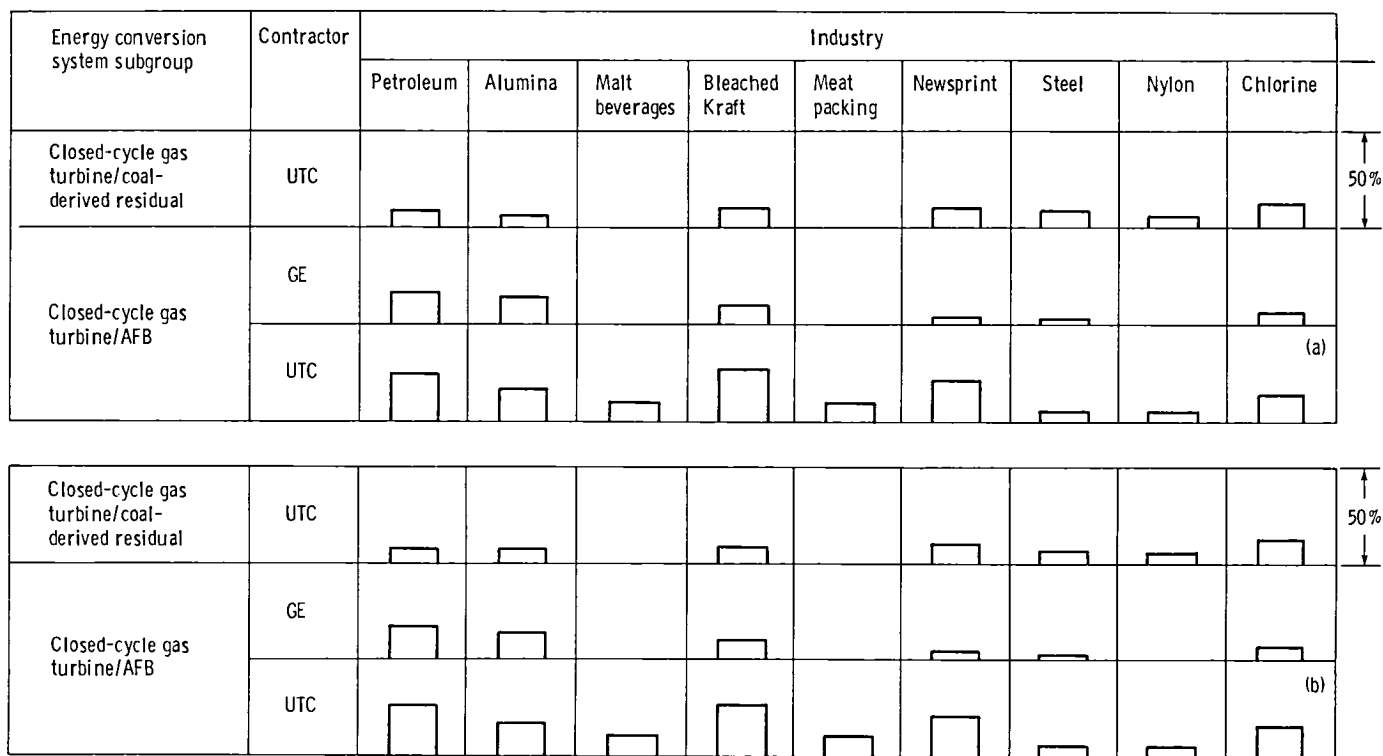 Energy conversion
system subgroup
Contractor
Industry
Petroleum
Alumina
Malt
beverages
Bleached
Kraft
Meat
packing
Newsprint
Steel
Nylon
Chlorine
Closed-cycle gas
turbine/coal-
derived residual
UTC
50%
Closed-cycle gas
turbine/AFB
GE
UTC
(a)
Closed-cycle gas
turbine/coal-
derived residual
UTC
50%
Closed-cycle gas
turbine/AFB
GE
UTC
(b)